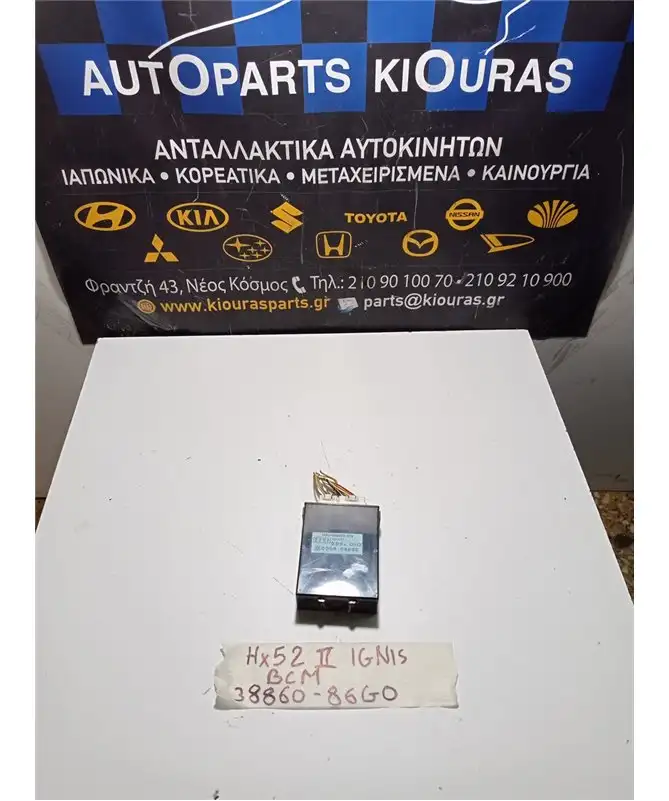 AUTOPARTS KIOURAS
ΑΝΤΑΛΛΑΚΤΙΚΑ ΑΥΤΟΚΙΝΗΤΩΝ
ΙΑΠΩΝΙΚΑ • ΚΟΡΕΑΤΙΚΑ • ΜΕΤΑΧΕΙΡΙΣΜΕΝΑ • ΚΑΙΝΟΥΡΓΙΑ
KIA
TOYOTA
NISSAN
Φραντζή 43, Νέος Κόσμος Τηλ.: 210 90 100 70 • 210 92 10 900
www.kiourasparts.gr parts@kiouras.gr
Hx52 II IGNIS
BCM
38860-86G0